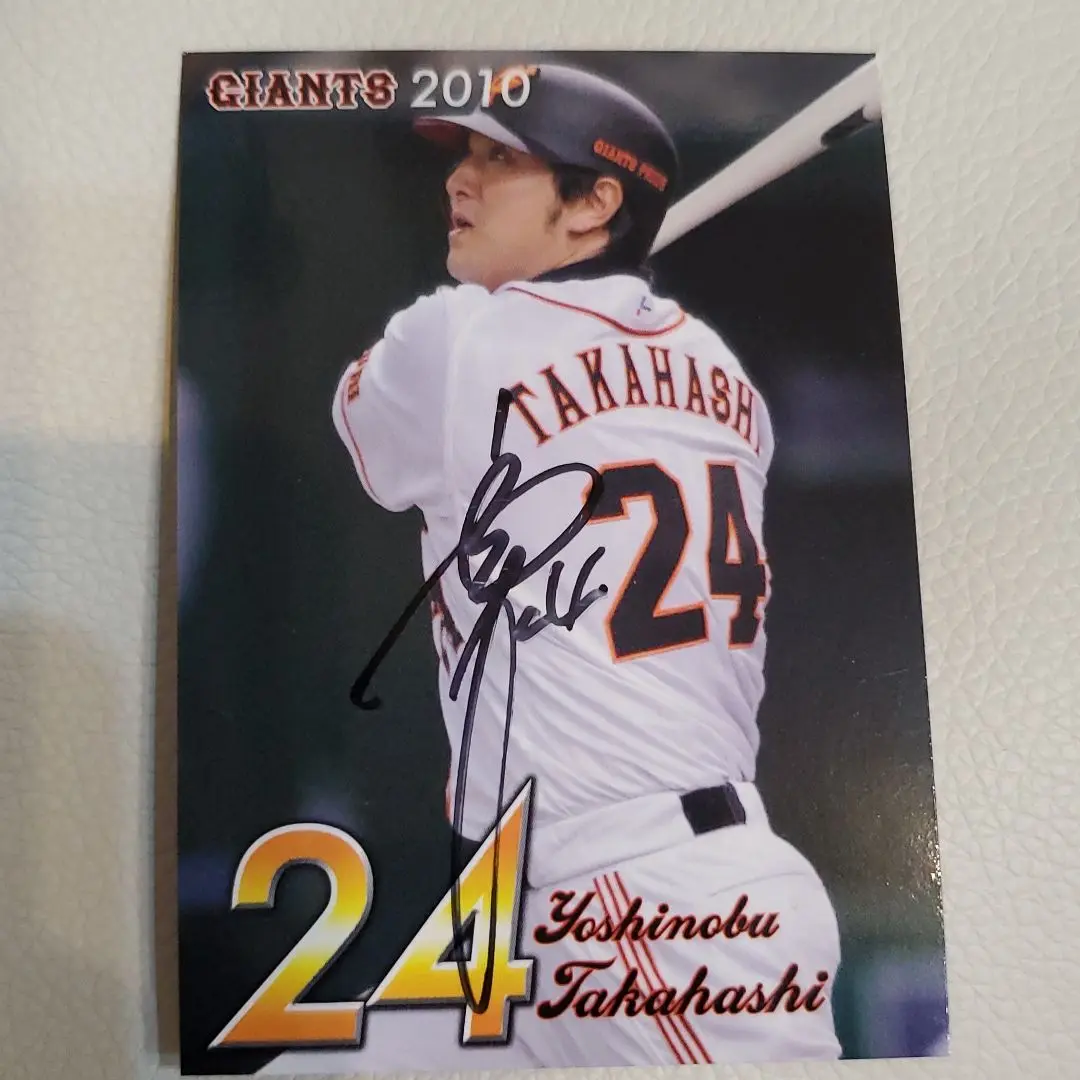 GIANTS 2010
GIANTS PRIDE
TAKAHASHI
24
24
Yoshinobu
Takahashi